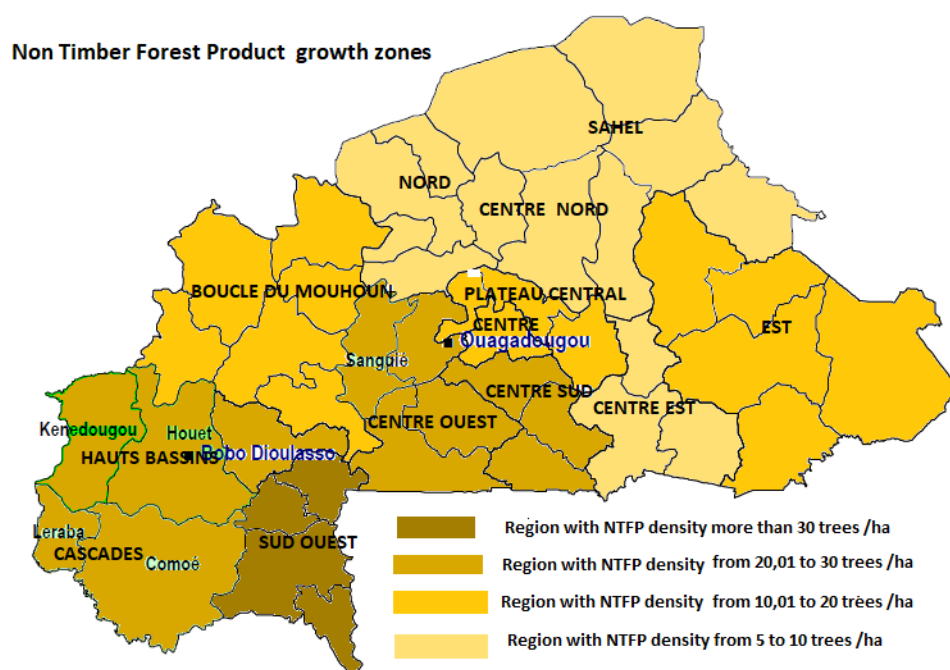 Non Timber Forest Product growth zones
SAHEL
NORD
CENTRE NORD
BOUCLE DU MOUHOUN
PLATEAU CENTRAL
CENTRE
EST
Ouagadougou
Sanguié
CENTRE SUD
CENTRE EST
CENTRE OUEST
Kenedougou
Houet
Bobo Dioulasso
HAUTS BASSINS
Leraba
SUD OUEST
CASCADES
Comoé
Region with NTFP density more than 30 trees /ha
Region with NTFP density from 20,01 to 30 trees /ha
Region with NTFP density from 10,01 to 20 trees /ha
Region with NTFP density from 5 to 10 trees /ha